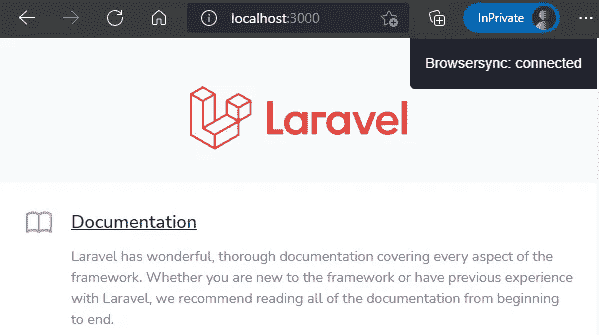 localhost:3000
InPrivate
Browsersync: connected
Laravel
Documentation
Laravel has wonderful, thorough documentation covering every aspect of the
framework. Whether you are new to the framework or have previous experience
with Laravel, we recommend reading all of the documentation from beginning
to end.